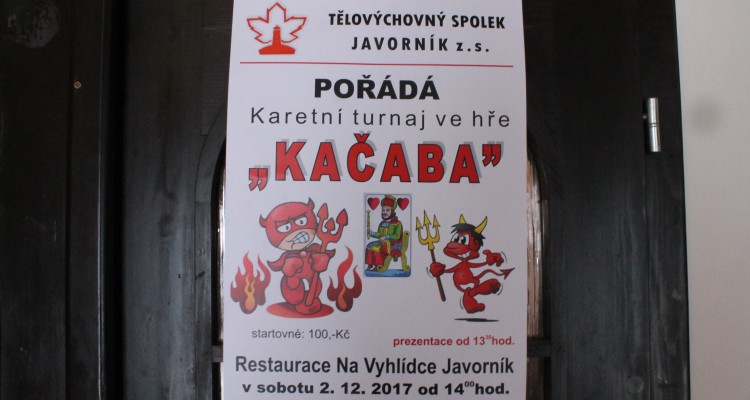 TĚLOVÝCHOVNÝ SPOLEK
JAVORNÍK z.s.
POŘÁDÁ
Karetní turnaj ve hře
„KAČABA”
startovné: 100,-Kč
prezentace od 13³⁰hod.
Restaurace Na Vyhlídce Javorník
v sobotu 2. 12. 2017 od 14⁰⁰hod.